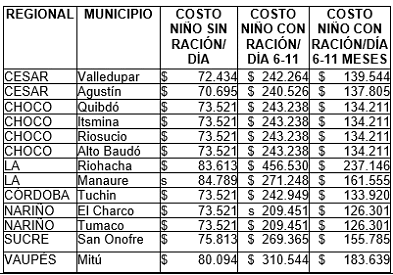 REGIONAL MUNICIPIO COSTO NIÑO SIN RACIÓN/ DÍA COSTO NIÑO CON RACIÓN/ DÍA 6-11 COSTO NIÑO CON RACIÓN/DÍA 6-11 MESES
CESAR Valledupar $ 72.434 $ 242.264 $ 139.544
CESAR Agustín $ 70.695 $ 240.526 $ 137.805
CHOCO Quibdó $ 73.521 $ 243.238 $ 134.211
CHOCO Itsmina $ 73.521 $ 243.238 $ 134.211
CHOCO Riosucio $ 73.521 $ 243.238 $ 134.211
CHOCO Alto Baudó $ 73.521 $ 243.238 $ 134.211
LA Riohacha $ 83.613 $ 456.530 $ 237.146
LA Manaure s 84.789 $ 271.248 $ 161.555
CÓRDOBA Tuchin $ 73.521 $ 242.949 $ 133.920
NARIÑO El Charco $ 73.521 s 209.451 $ 126.301
NARIÑO Tumaco $ 73.521 $ 209.451 $ 126.301
SUCRE San Onofre $ 75.813 $ 269.365 $ 155.785
VAUPÉS Mitú $ 80.094 $ 310.544 $ 183.639